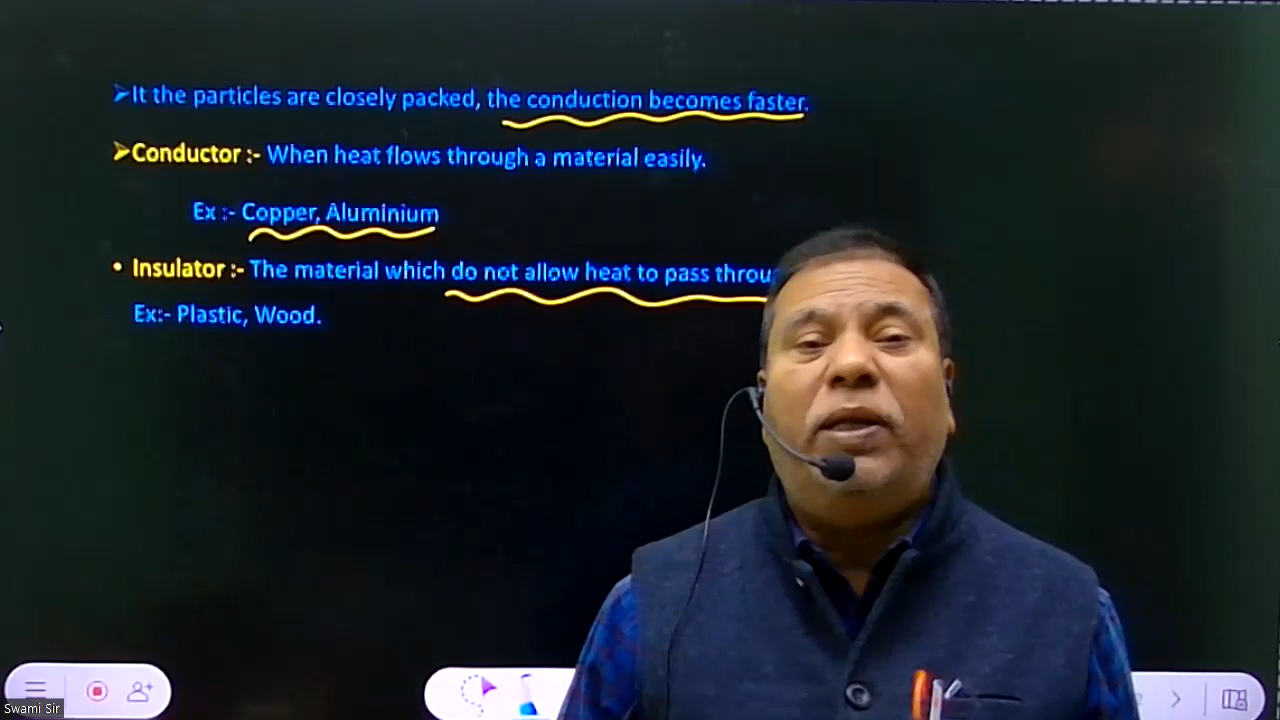 ➢It the particles are closely packed, the conduction becomes faster.
➢Conductor :- When heat flows through a material easily.
Ex :- Copper, Aluminium
• Insulator :- The material which do not allow heat to pass
Ex:- Plastic, Wood.
Swami Sir